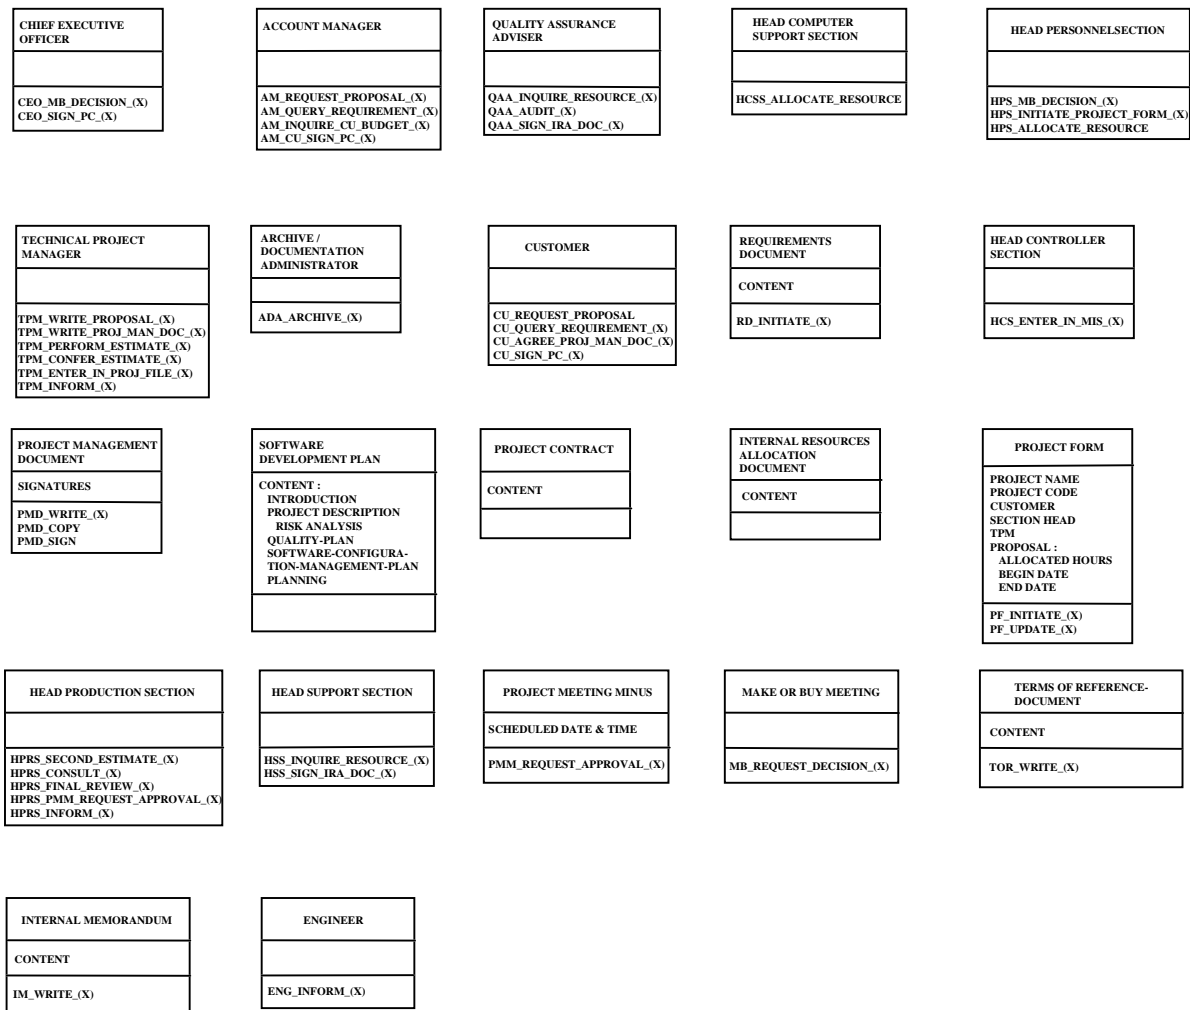 CHIEF EXECUTIVE
OFFICER
CEO_MB_DECISION_(X)
CEO_SIGN_PC_(X)
ACCOUNT MANAGER
AM_REQUEST_PROPOSAL_(X)
AM_QUERY_REQUIREMENT_(X)
AM_INQUIRE_CU_BUDGET_(X)
AM_CU_SIGN_PC_(X)
QUALITY ASSURANCE
ADVISER
QAA_INQUIRE_RESOURCE_(X)
QAA_AUDIT_(X)
QAA_SIGN_IRA_DOC_(X)
HEAD COMPUTER
SUPPORT SECTION
HCSS_ALLOCATE_RESOURCE
HEAD PERSONNELSECTION
HPS_MB_DECISION_(X)
HPS_INITIATE_PROJECT_FORM_(X)
HPS_ALLOCATE_RESOURCE
TECHNICAL PROJECT
MANAGER
TPM_WRITE_PROPOSAL_(X)
TPM_WRITE_PROJ_MAN_DOC_(X)
TPM_PERFORM_ESTIMATE_(X)
TPM_CONFER_ESTIMATE_(X)
TPM_ENTER_IN_PROJ_FILE_(X)
TPM_INFORM_(X)
ARCHIVE /
DOCUMENTATION
ADMINISTRATOR
ADA_ARCHIVE_(X)
CUSTOMER
CU_REQUEST_PROPOSAL
CU_QUERY_REQUIREMENT_(X)
CU_AGREE_PROJ_MAN_DOC_(X)
CU_SIGN_PC_(X)
REQUIREMENTS
DOCUMENT
CONTENT
RD_INITIATE_(X)
HEAD CONTROLLER
SECTION
HCS_ENTER_IN_MIS_(X)
PROJECT MANAGEMENT
DOCUMENT
SIGNATURES
PMD_WRITE_(X)
PMD_COPY
PMD_SIGN
SOFTWARE
DEVELOPMENT PLAN
CONTENT :
INTRODUCTION
PROJECT DESCRIPTION
RISK ANALYSIS
QUALITY-PLAN
SOFTWARE-CONFIGURA-
TION-MANAGEMENT-PLAN
PLANNING
PROJECT CONTRACT
CONTENT
INTERNAL RESOURCES
ALLOCATION
DOCUMENT
CONTENT
PROJECT FORM
PROJECT NAME
PROJECT CODE
CUSTOMER
SECTION HEAD
TPM
PROPOSAL :
ALLOCATED HOURS
BEGIN DATE
END DATE
PF_INITIATE_(X)
PF_UPDATE_(X)
HEAD PRODUCTION SECTION
HPRS_SECOND_ESTIMATE_(X)
HPRS_CONSULT_(X)
HPRS_FINAL_REVIEW_(X)
HPRS_PMM_REQUEST_APPROVAL_(X)
HPRS_INFORM_(X)
HEAD SUPPORT SECTION
HSS_INQUIRE_RESOURCE_(X)
HSS_SIGN_IRA_DOC_(X)
PROJECT MEETING MINUS
SCHEDULED DATE & TIME
PMM_REQUEST_APPROVAL_(X)
MAKE OR BUY MEETING
MB_REQUEST_DECISION_(X)
TERMS OF REFERENCE-
DOCUMENT
CONTENT
TOR_WRITE_(X)
INTERNAL MEMORANDUM
CONTENT
IM_WRITE_(X)
ENGINEER
ENG_INFORM_(X)